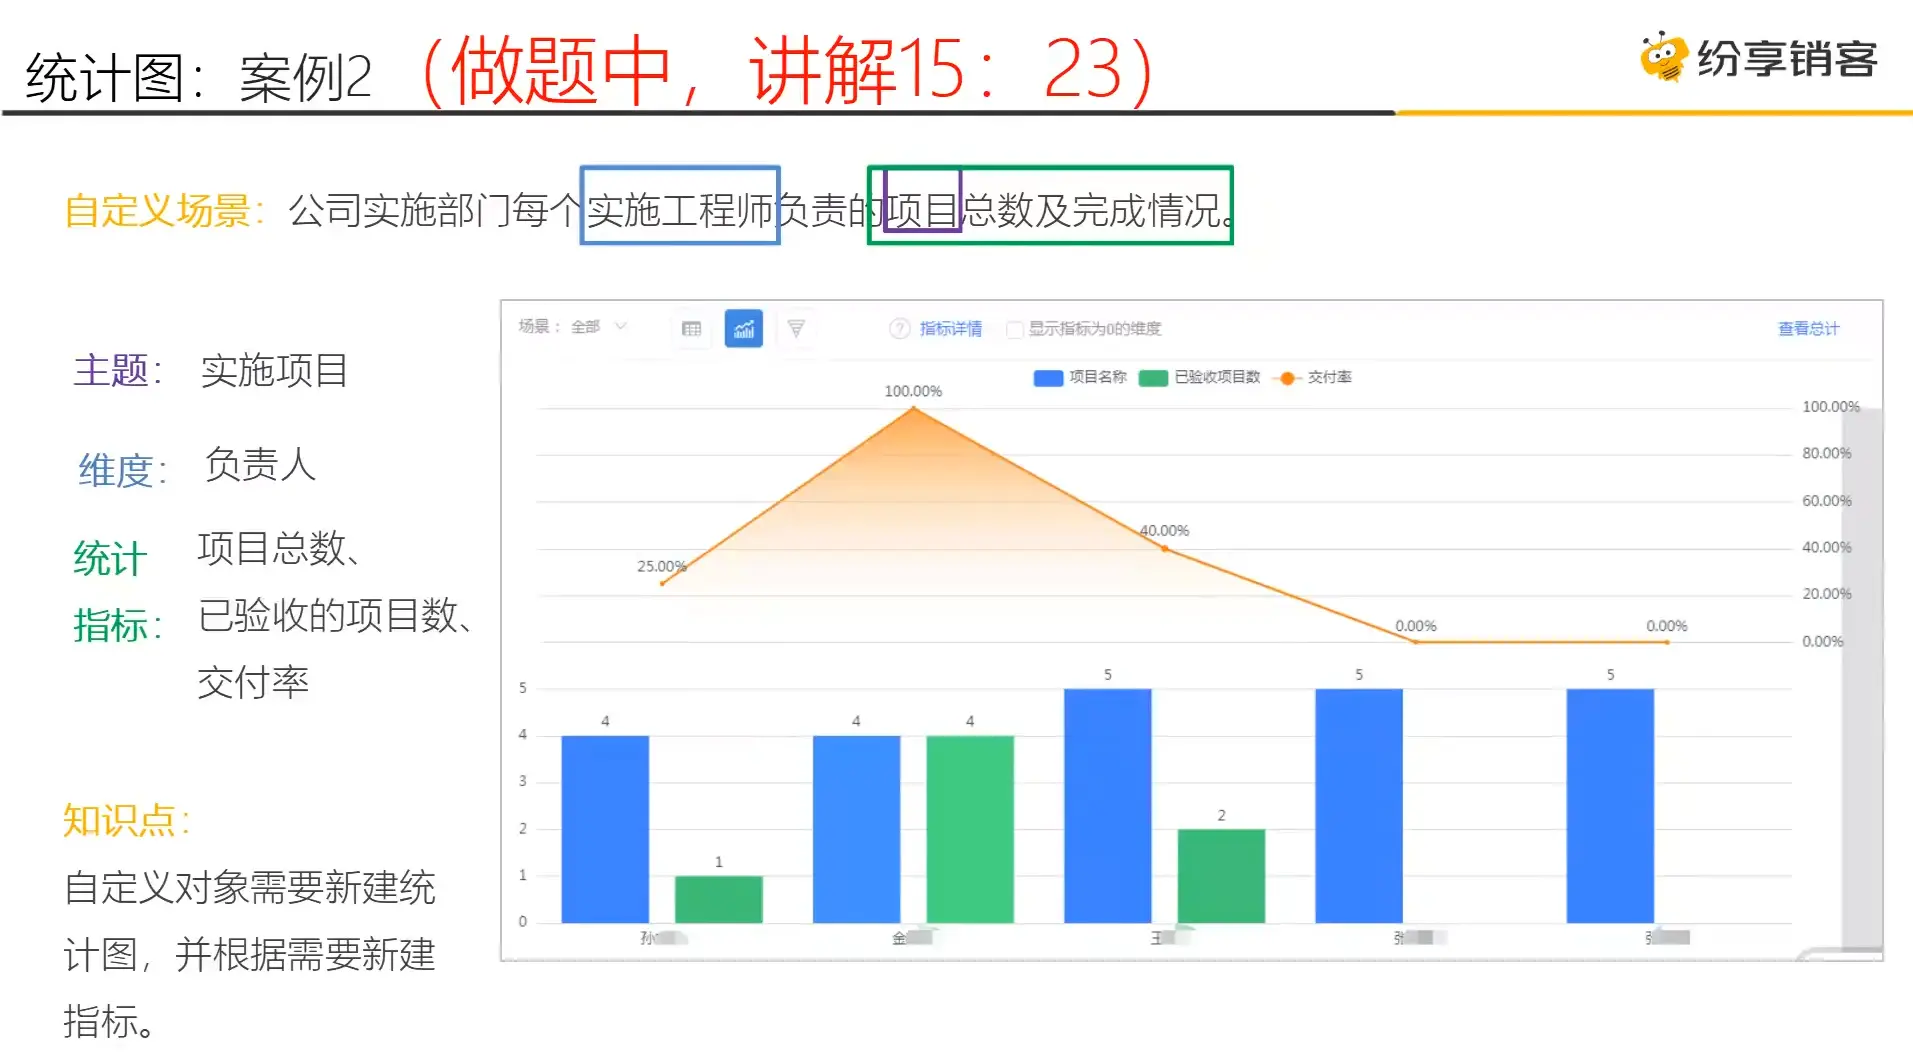 统计图：案例2（做题中，讲解15：23）
纷享销客
自定义场景：公司实施部门每个实施工程师负责的项目总数及完成情况。
主题：实施项目
维度：负责人
统计指标：项目总数、
已验收的项目数、
交付率
知识点：
自定义对象需要新建统
计图，并根据需要新建
指标。
场景：全部
指标详情 显示指标为0的维度 查看总计
项目名称 已验收项目数 交付率
100.00%
25.00%
40.00%
0.00%
0.00%
100.00%
80.00%
60.00%
40.00%
20.00%
0.00%
5
4
3
2
1
0
4
1
4
4
5
2
5
5
孙 金 王 张 张